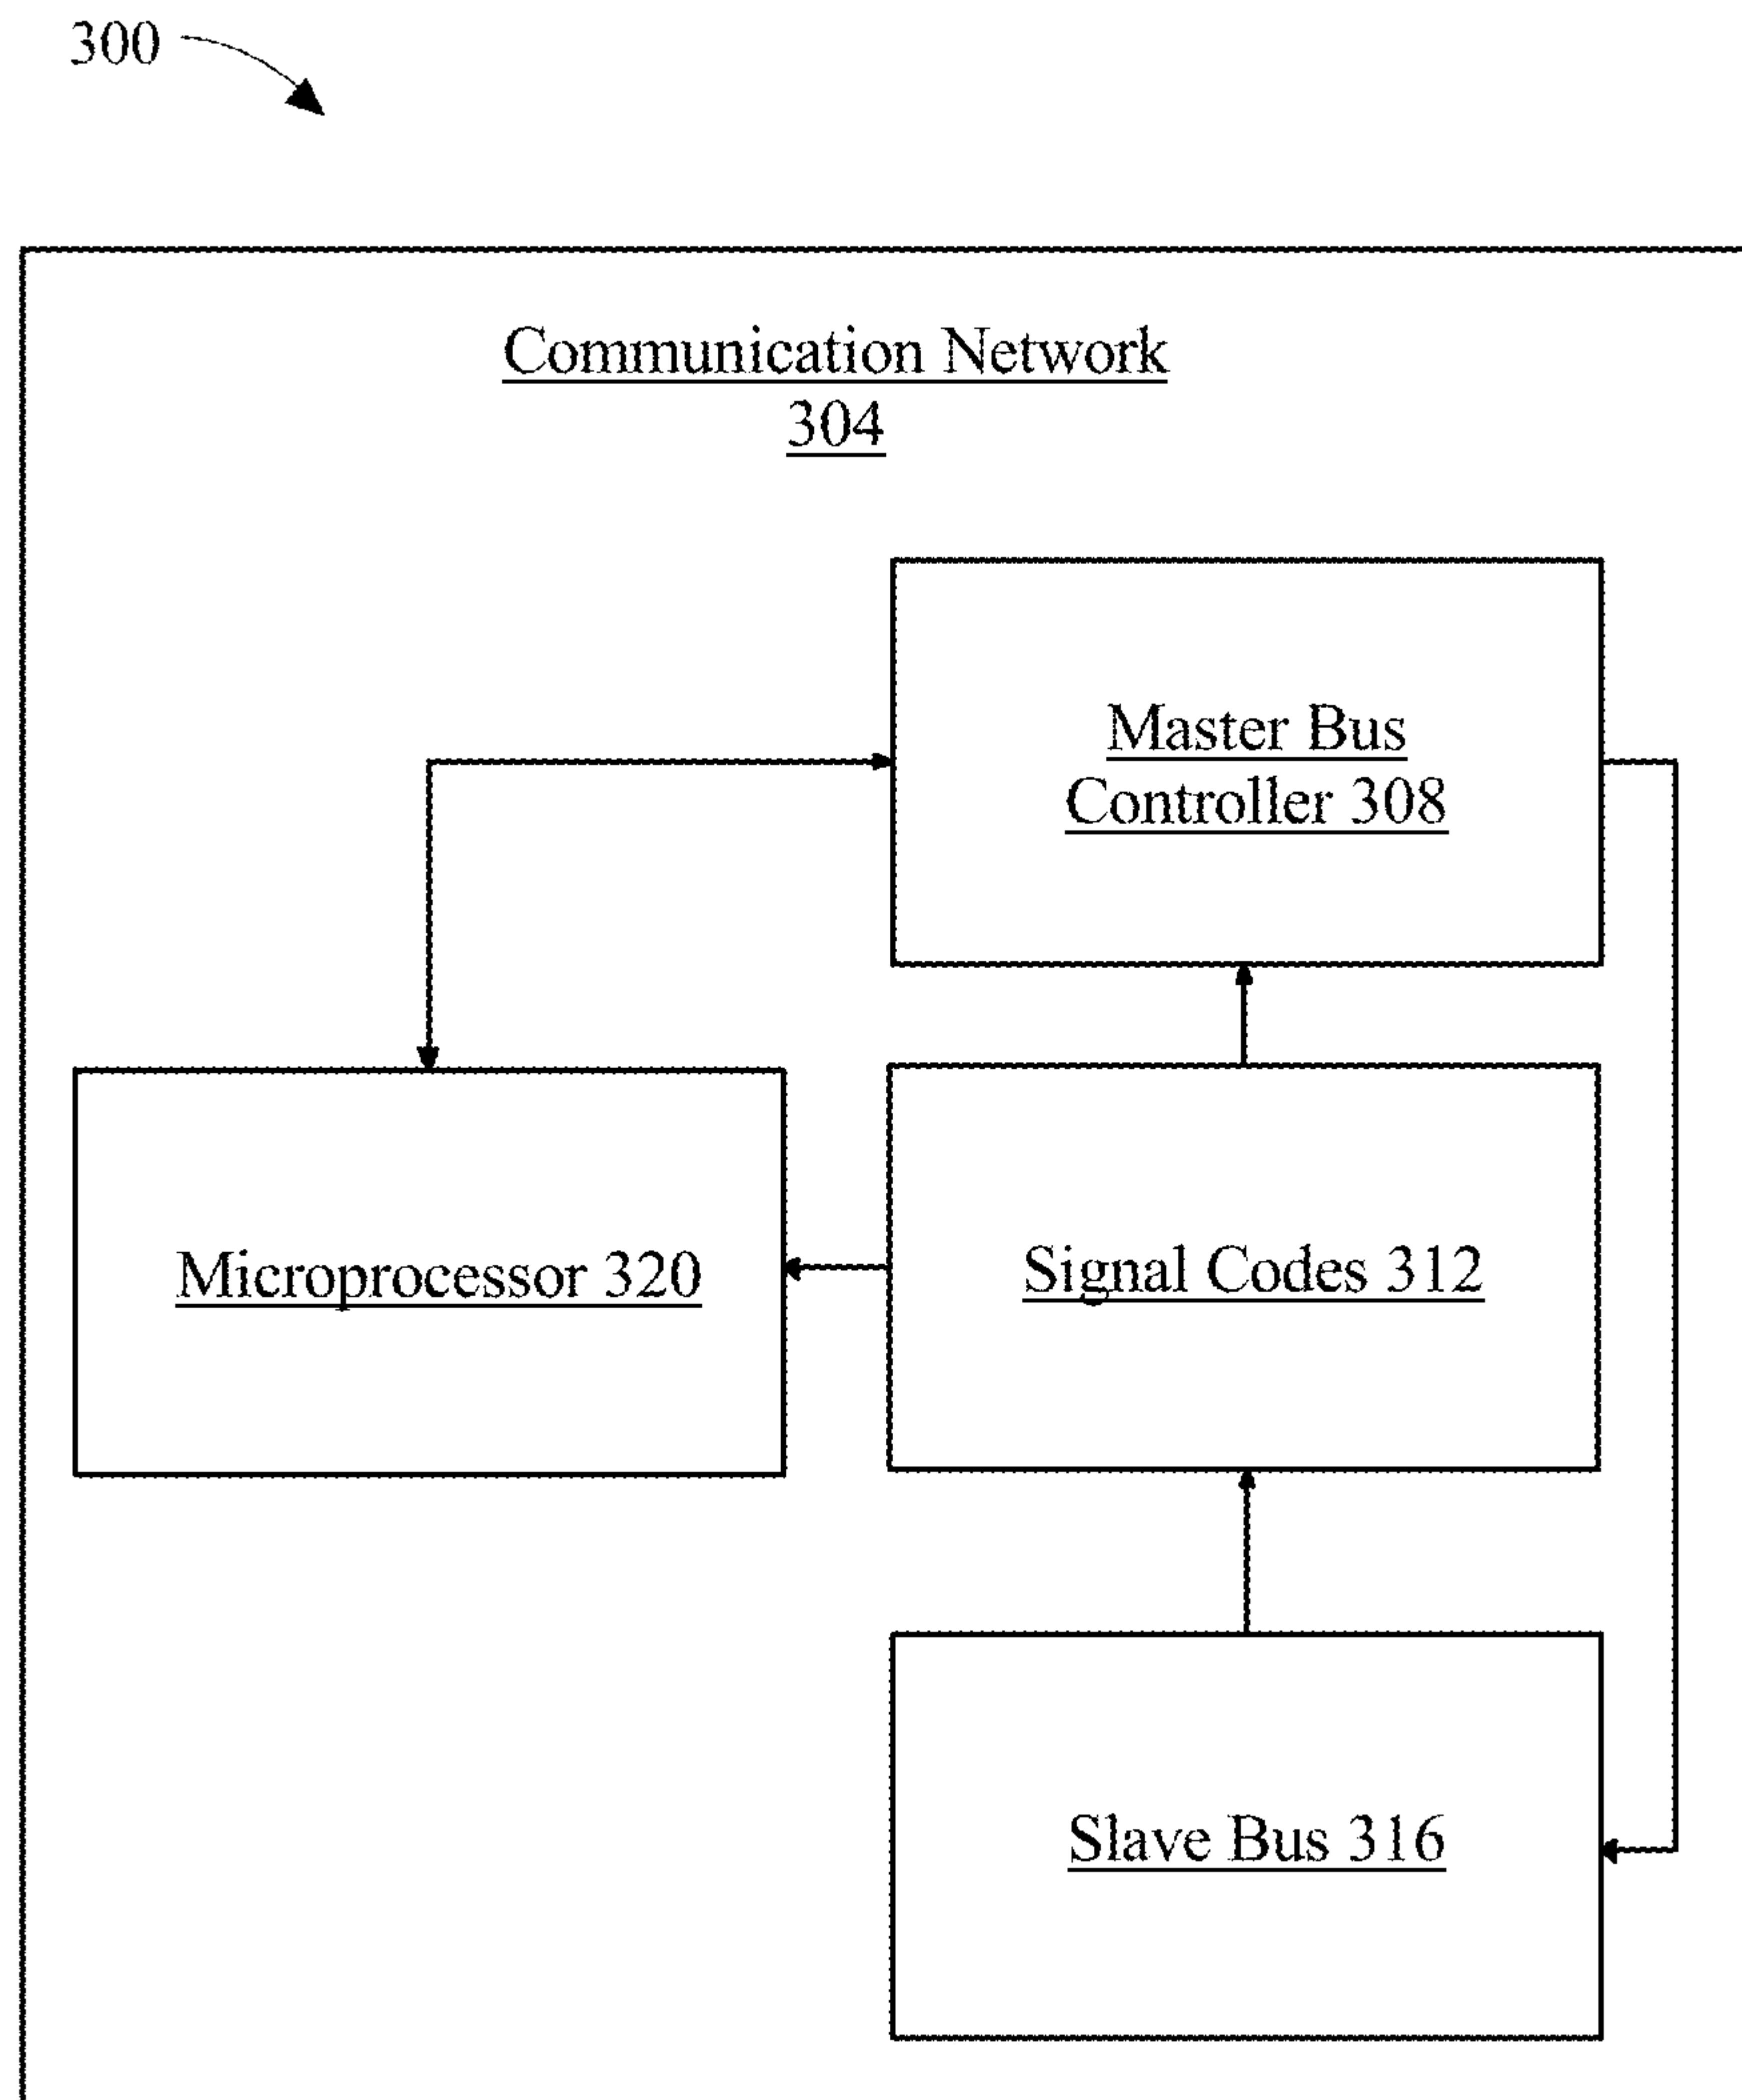 300
Communication Network
304
Master Bus
Controller 308
Microprocessor 320
Signal Codes 312
Slave Bus 316